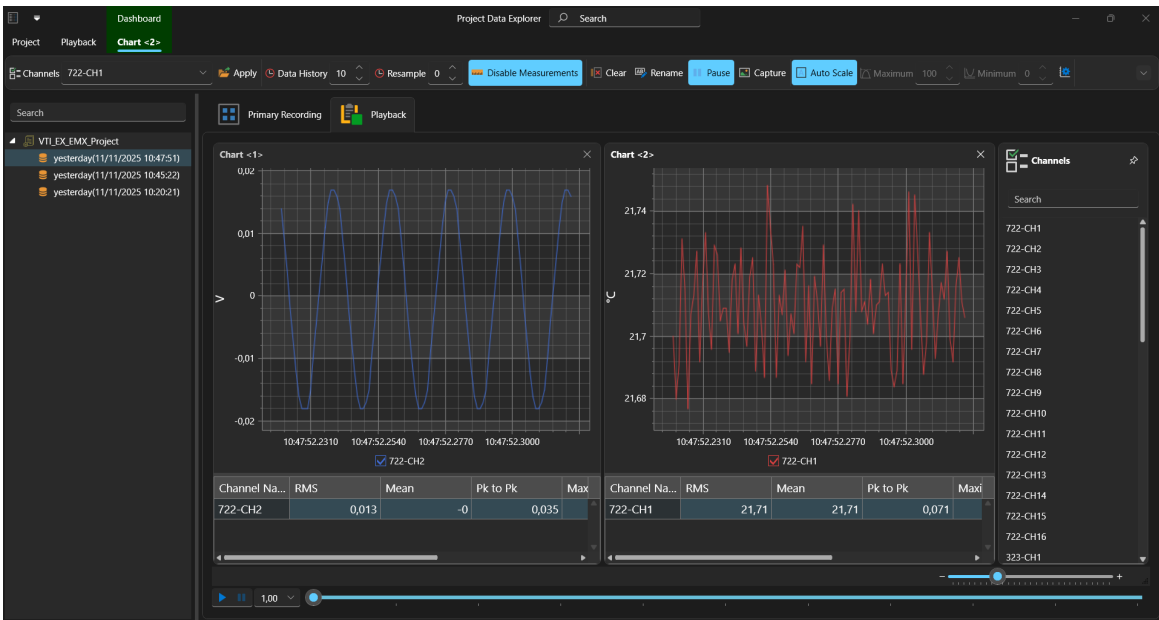 Dashboard
Project Data Explorer
Search
Project Playback Chart <2>
Channels 722-CH1 Apply Data History 10 Resample 0 Disable Measurements Clear Rename Pause Capture Auto Scale Maximum 100 Minimum 0
Search
VTI_EX_EMX_Project
yesterday(11/11/2025 10:47:51)
yesterday(11/11/2025 10:45:22)
yesterday(11/11/2025 10:20:21)
Primary Recording Playback
Chart <1>
0,02
0,01
0
-0,01
-0,02
V
10:47:52.2310 10:47:52.2540 10:47:52.2770 10:47:52.3000
722-CH2
Channel Na... RMS Mean Pk to Pk Max
722-CH2 0,013 -0 0,035
Chart <2>
21,74
21,72
21,7
21,68
°C
10:47:52.2310 10:47:52.2540 10:47:52.2770 10:47:52.3000
722-CH1
Channel Na... RMS Mean Pk to Pk Maxi
722-CH1 21,71 21,71 0,071
Channels
Search
722-CH1
722-CH2
722-CH3
722-CH4
722-CH5
722-CH6
722-CH7
722-CH8
722-CH9
722-CH10
722-CH11
722-CH12
722-CH13
722-CH14
722-CH15
722-CH16
323-CH1
- +
1,00